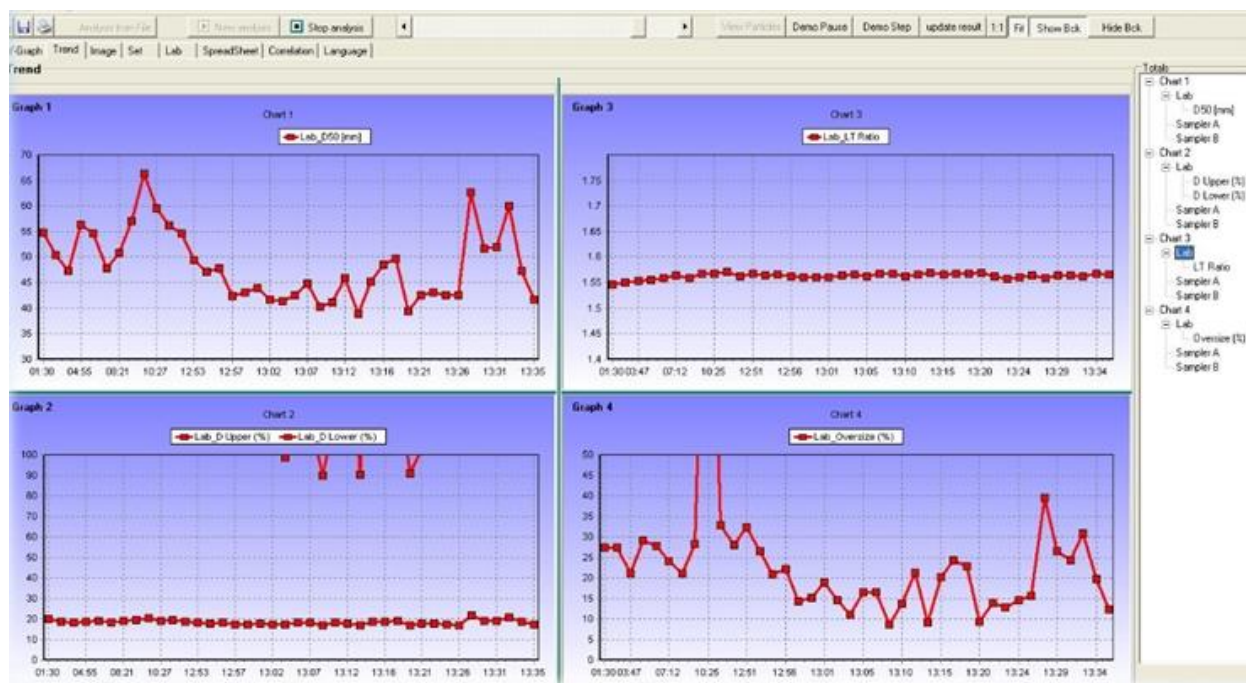 Analysis from File New analysis Stop analysis View Particles Demo Pause Demo Step update result 1:1 Fit Show Bck Hide Bck
Y-Graph Trend Image Set Lab SpreadSheet Correlation Language
Trend
Graph 1
Chart 1
Lab_D50 [mm]
70
65
60
55
50
45
40
35
30
01:30 04:55 08:21 10:27 12:53 12:57 13:02 13:07 13:12 13:21 13:26 13:31 13:35
Graph 3
Chart 3
Lab_LT Ratio
1.75
1.7
1.65
1.6
1.55
1.5
1.45
1.4
01:30 03:47 07:12 10:25 12:51 12:56 13:01 13:05 13:10 13:15 13:20 13:24 13:29 13:34
Graph 2
Chart 2
Lab_D Upper (%) Lab_D Lower (%)
100
90
80
70
60
50
40
30
20
10
0
01:30 04:55 08:21 10:27 12:53 12:57 13:02 13:07 13:12 13:21 13:26 13:31 13:35
Graph 4
Chart 4
Lab_Oversize (%)
50
45
40
35
30
25
20
15
10
5
0
01:30 03:47 07:12 10:25 12:51 12:56 13:01 13:05 13:10 13:15 13:20 13:24 13:29 13:34
Totals
Chart 1
Lab
D50 [mm]
Sampler A
Sampler B
Chart 2
Lab
D Upper (%)
D Lower (%)
Sampler A
Sampler B
Chart 3
Lab
LT Ratio
Sampler A
Sampler B
Chart 4
Lab
Oversize (%)
Sampler A
Sampler B